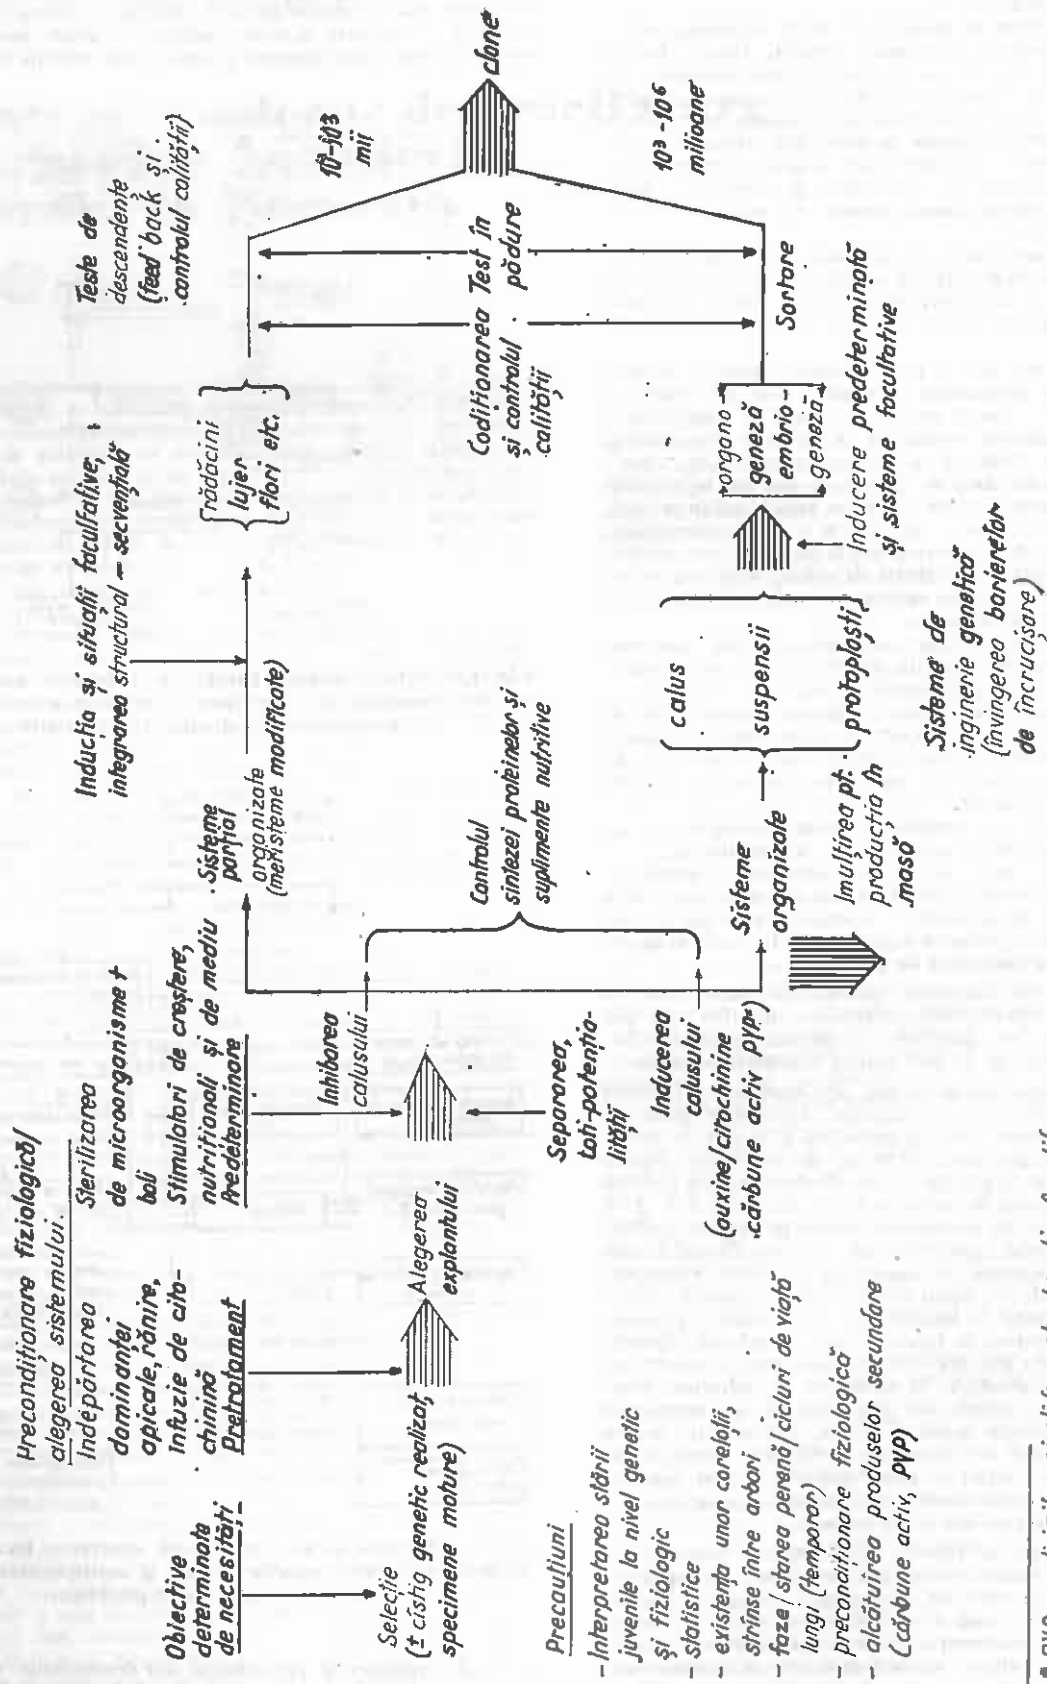 Obiective
determinate
de necesități
Selecție
(± cîștig genetic realizat,
specimene mature)
Precondiționare fiziologică/
alegerea sistemului.
Indepărtarea
dominanței
apicale, rănire,
Infuzie de cito-
chinină
Pretratament
Alegerea
explantului
Sterilizarea
de microorganisme +
boli
Stimulatori de creștere,
nutriționali și de mediu
Predeterminare
Inhibarea
calusului
Separarea,
toti-potenția-
lități
Inducerea
calusului
(auxine/citochinine
cărbune activ PVP*)
Controlul
sintezei proteinelor și
suplimente nutritive
Sisteme
parțial
organizate
(meristeme modificate)
Inducția și situații facultative,
integrarea structural - secvențială
rădăcini
lujer
flori etc.
Teste de
descendente
(feed back și
controlul calității)
Sisteme
organizate
Imulțirea pt.
producția în
masă
calus
suspensii
protoplaști
Sisteme de
inginerie genetică
(învingerea barierelor
de încrucișare)
Inducere predeterminată
și sisteme facultative
organo-
geneză
embrio-
geneză
Sortare
Codiționarea
și controlul
calității
Test în
pădure
mii
10³-10⁶
milioane
clone
Precauțiuni
- Interpretarea stării
juvenile la nivel genetic
și fiziologic
- statistice
- existența unor corelații,
strînse între arbori
- faze/starea perenă/cicluri de viață
lungi (temporar)
- precondiționare fiziologică
- alcătuirea produselor secundare
(cărbune activ, PVP)
* PVP